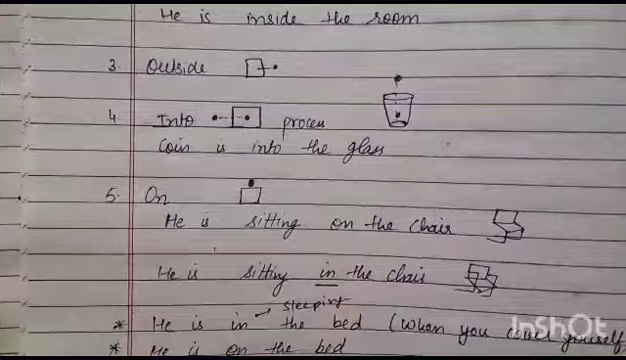 He is inside the room
3. Outside
4 Into process
Coin is into the glass
5. On
He is sitting on the chair
He is sitting in the chair
sleeping
* He is in → the bed (when you cover yourself
* He is on the bed
InShOt